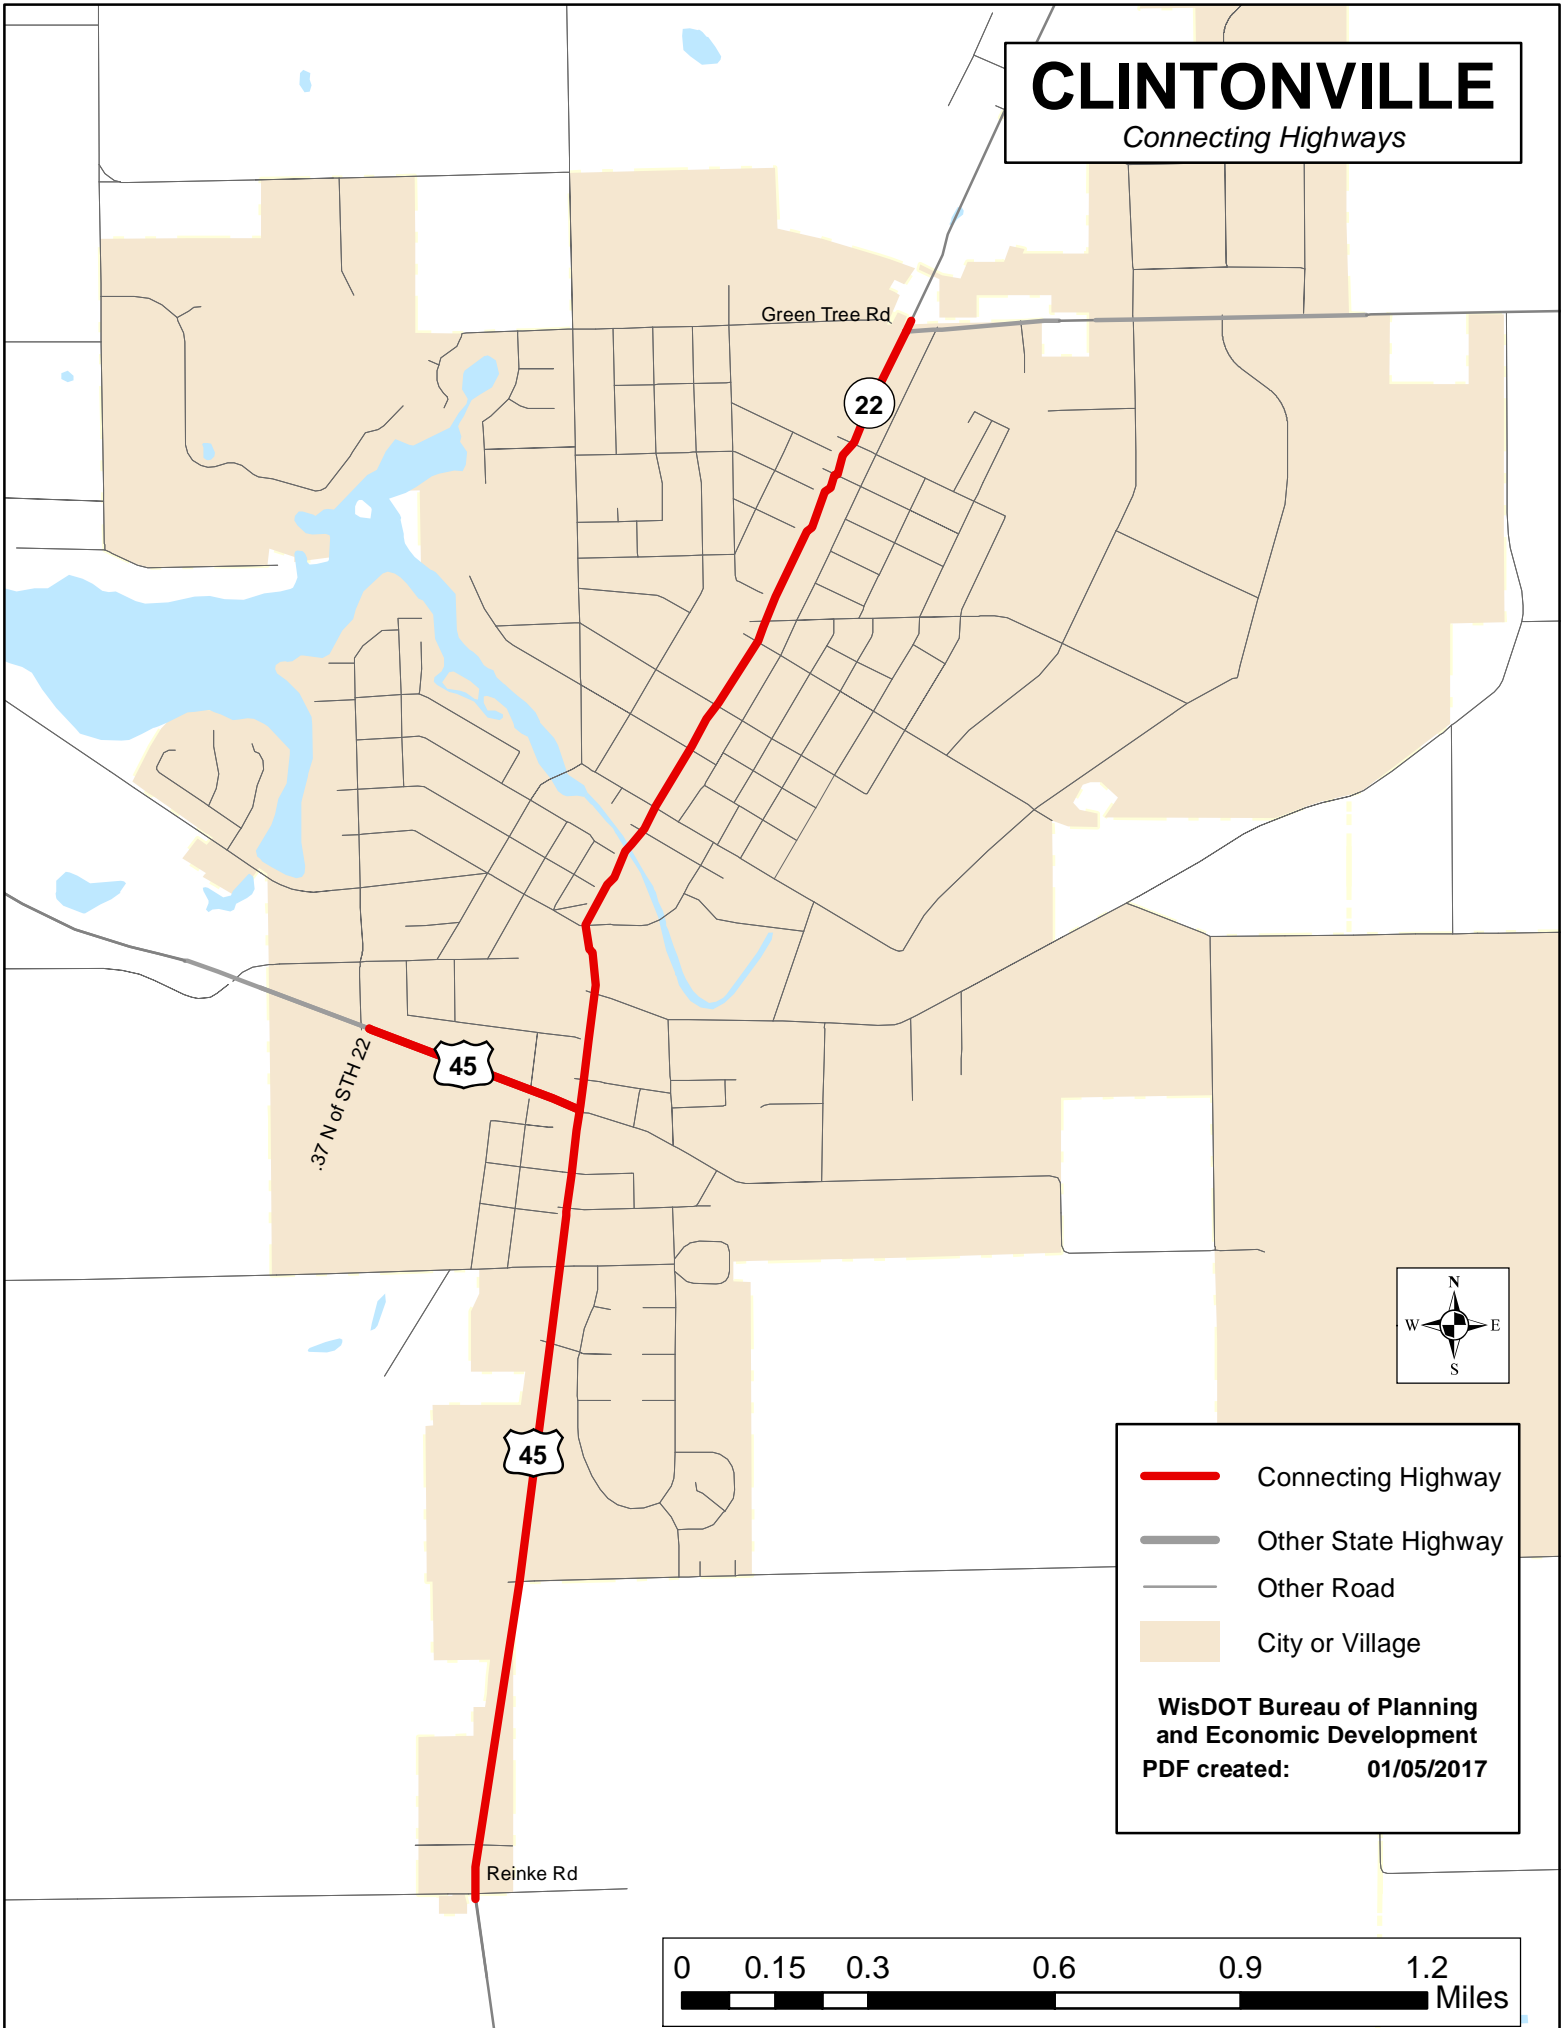 CLINTONVILLE
Connecting Highways
Green Tree Rd
22
45
.37 N of STH 22
45
Reinke Rd
N
W E
S
Connecting Highway
Other State Highway
Other Road
City or Village
WisDOT Bureau of Planning
and Economic Development
PDF created: 01/05/2017
0 0.15 0.3 0.6 0.9 1.2
Miles